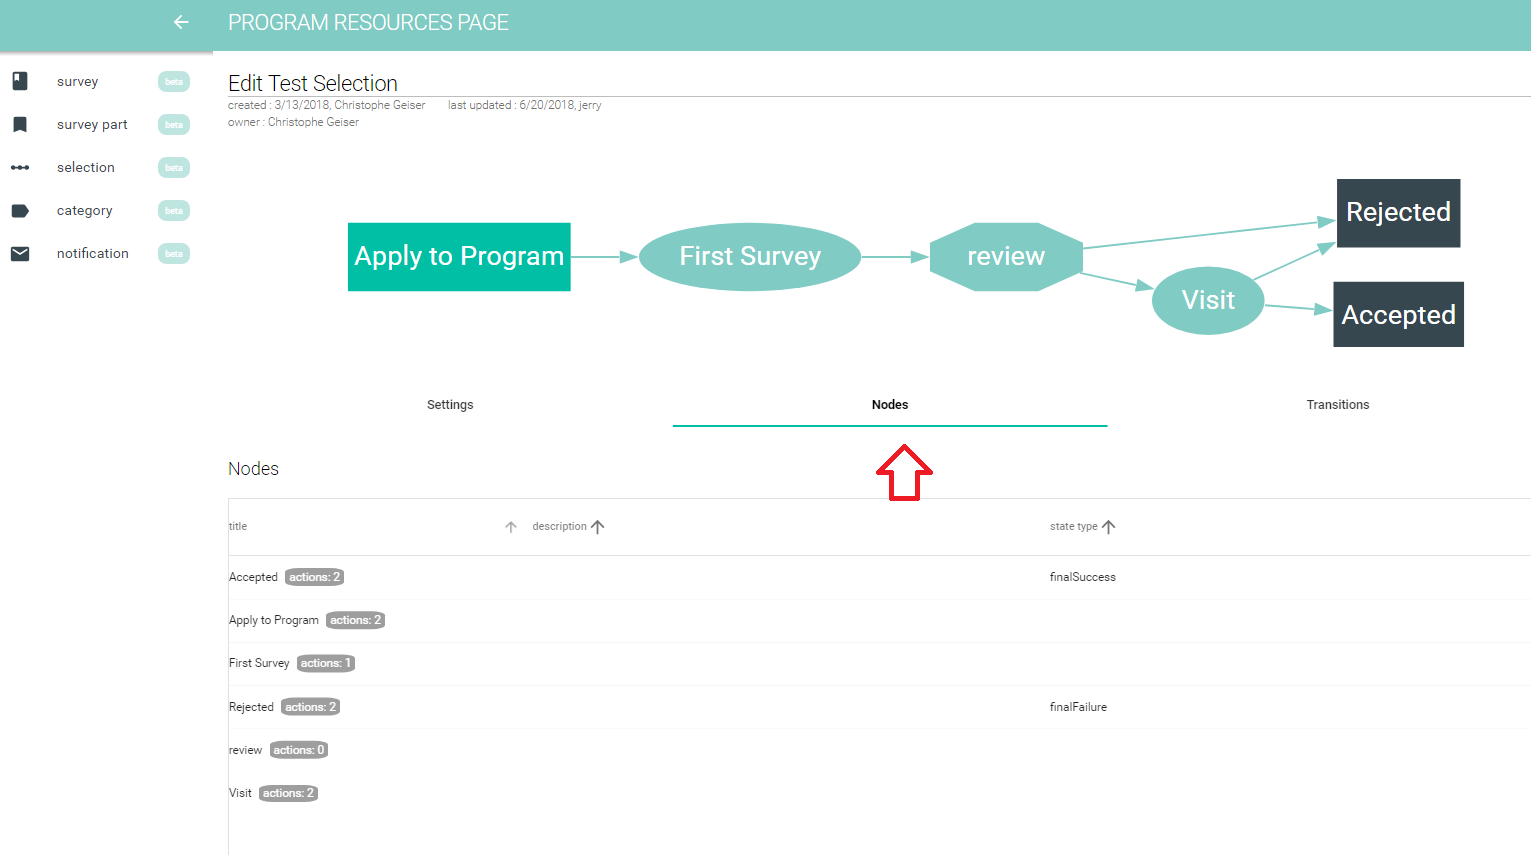 PROGRAM RESOURCES PAGE
survey beta
survey part beta
selection beta
category beta
notification beta
Edit Test Selection
created : 3/13/2018, Christophe Geiser last updated : 6/20/2018, jerry
owner : Christophe Geiser
Apply to Program
First Survey
review
Visit
Rejected
Accepted
Settings Nodes Transitions
Nodes
title description state type
Accepted actions: 2 finalSuccess
Apply to Program actions: 2
First Survey actions: 1
Rejected actions: 2 finalFailure
review actions: 0
Visit actions: 2